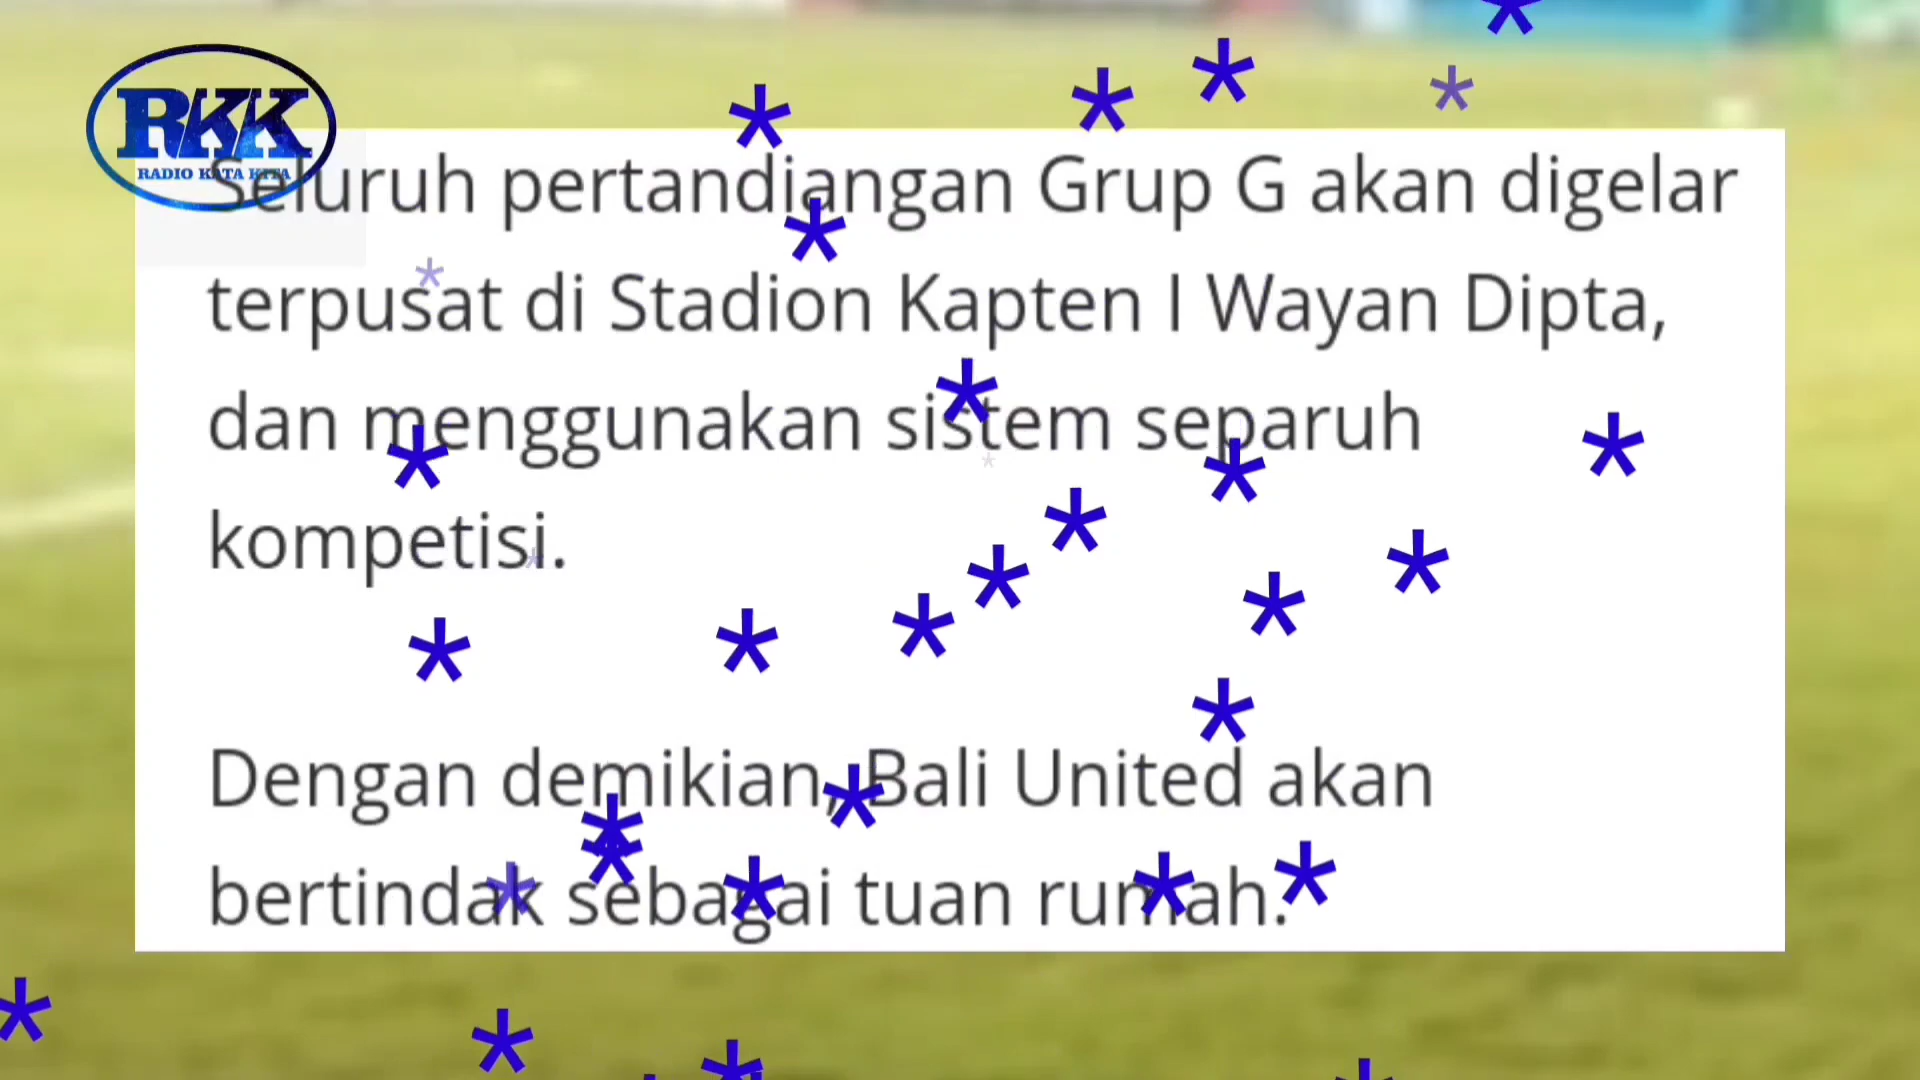 RKK
RADIO KATA KITA
Seluruh pertandiangan Grup G akan digelar
terpusat di Stadion Kapten I Wayan Dipta,
dan menggunakan sistem separuh
kompetisi.
Dengan demikian, Bali United akan
bertindak sebagai tuan rumah.